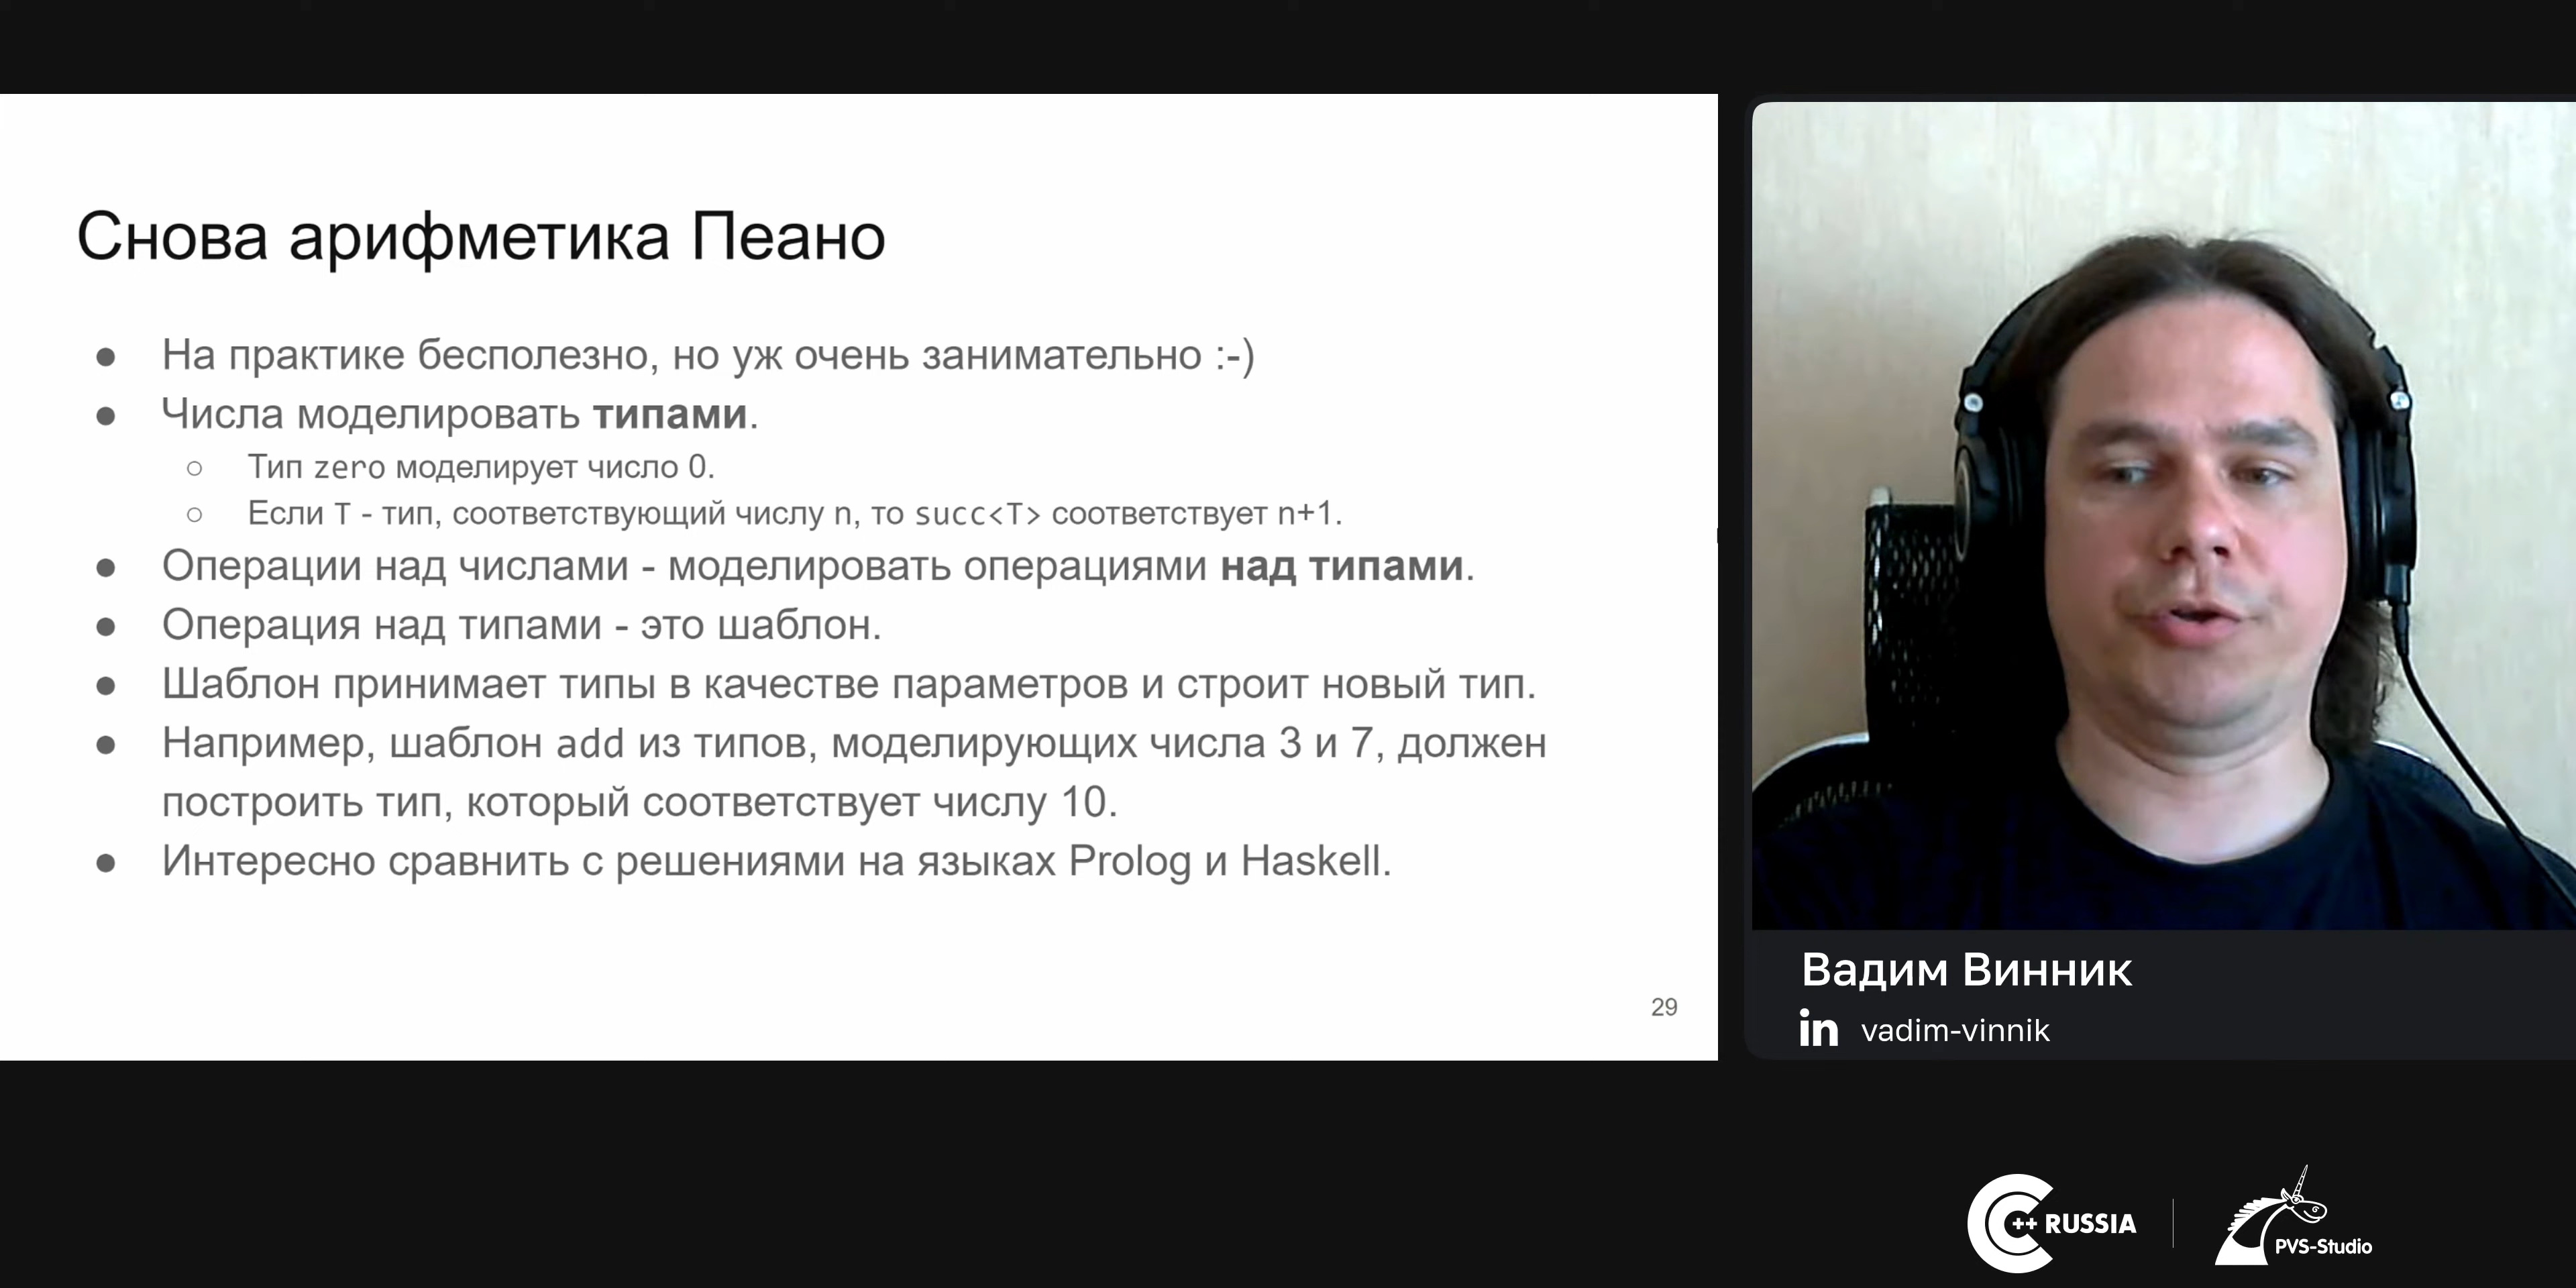 Снова арифметика Пеано
● На практике бесполезно, но уж очень занимательно :-)
● Числа моделировать типами.
○ Тип zero моделирует число 0.
○ Если T - тип, соответствующий числу n, то succ<T> соответствует n+1.
● Операции над числами - моделировать операциями над типами.
● Операция над типами - это шаблон.
● Шаблон принимает типы в качестве параметров и строит новый тип.
● Например, шаблон add из типов, моделирующих числа 3 и 7, должен
построить тип, который соответствует числу 10.
● Интересно сравнить с решениями на языках Prolog и Haskell.
29
Вадим Винник
in vadim-vinnik
C++ RUSSIA
PVS-Studio